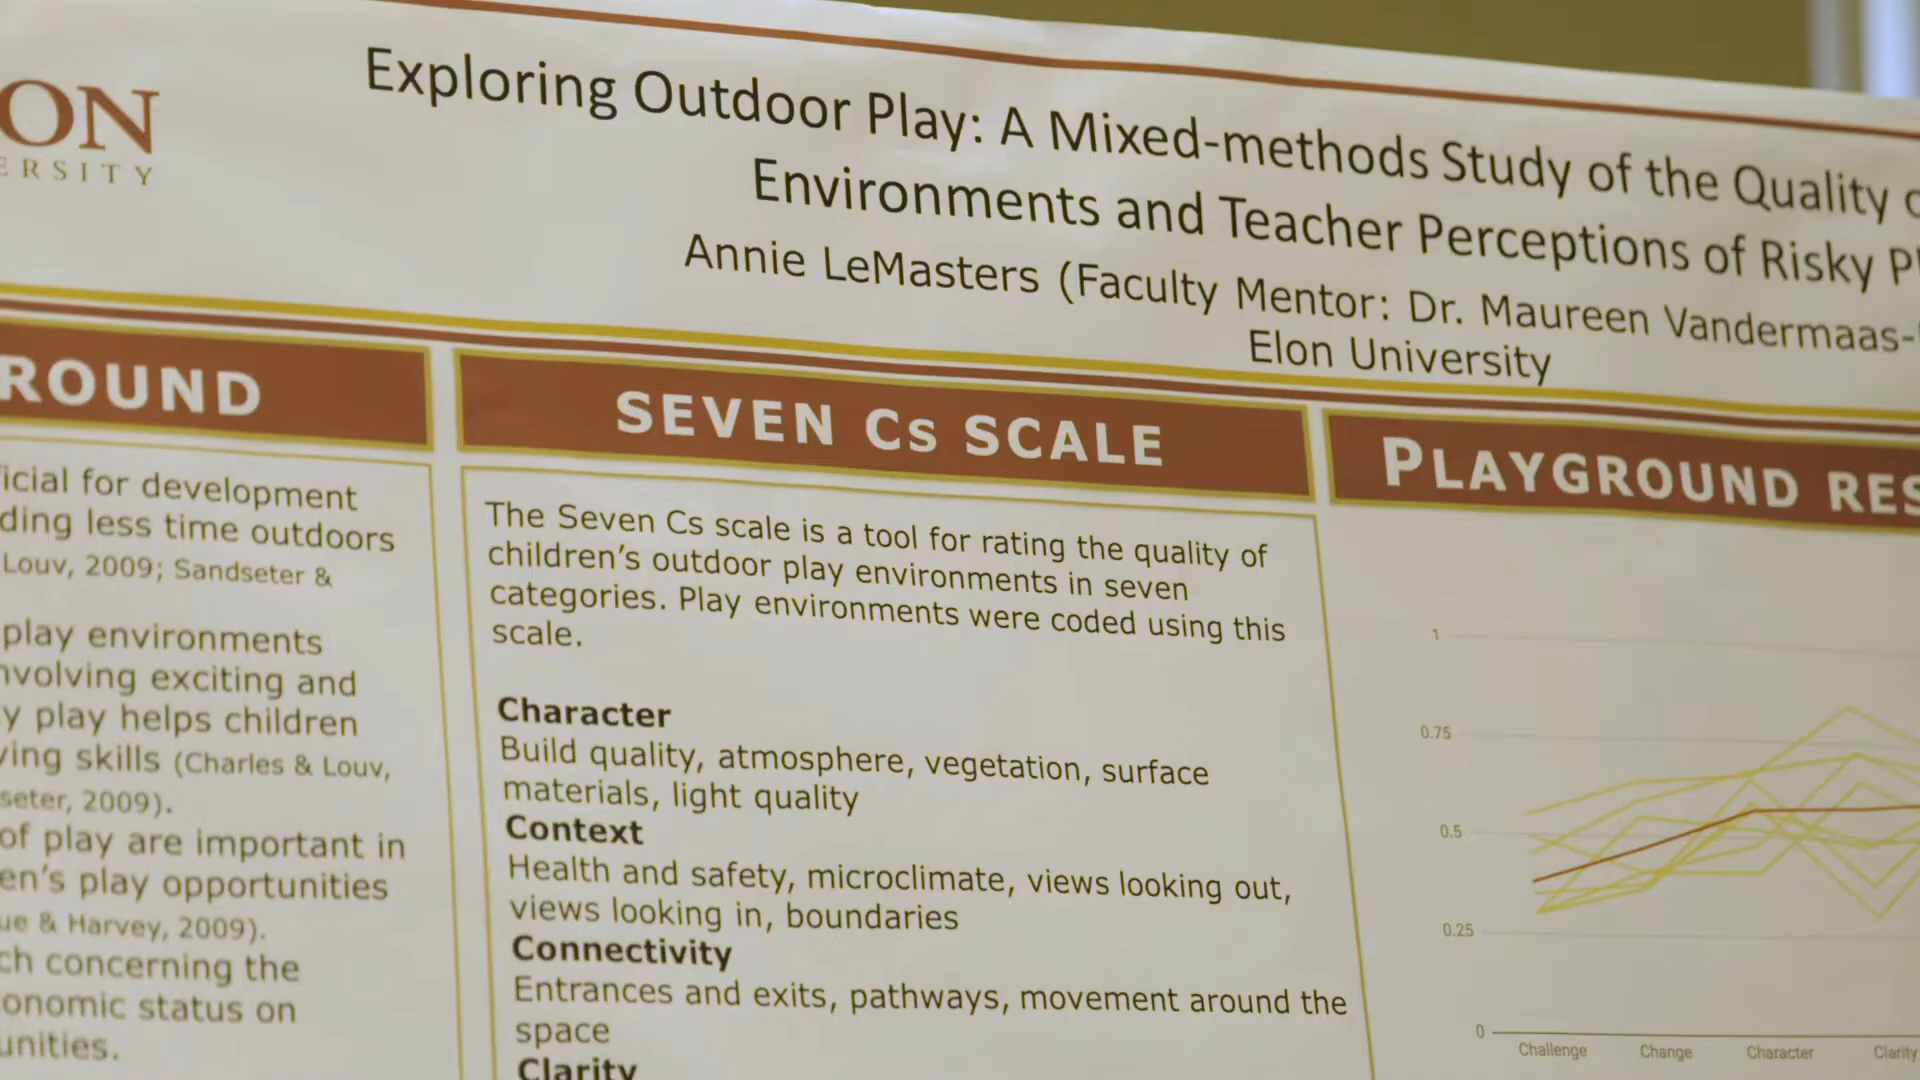 ON
ERSITY
Exploring Outdoor Play: A Mixed-methods Study of the Quality
Environments and Teacher Perceptions of Risky
Annie LeMasters (Faculty Mentor: Dr. Maureen Vandermaas-
Elon University
ROUND
icial for development
ding less time outdoors
Louv, 2009; Sandseter &
play environments
nvolving exciting and
y play helps children
ving skills (Charles & Louv,
seter, 2009).
of play are important in
en's play opportunities
ue & Harvey, 2009).
ch concerning the
onomic status on
unities.
SEVEN Cs SCALE
The Seven Cs scale is a tool for rating the quality of
children's outdoor play environments in seven
categories. Play environments were coded using this
scale.
Character
Build quality, atmosphere, vegetation, surface
materials, light quality
Context
Health and safety, microclimate, views looking out,
views looking in, boundaries
Connectivity
Entrances and exits, pathways, movement around the
space
Clarity
PLAYGROUND RES
1
0.75
0.5
0.25
0
Challenge Change Character Clarity